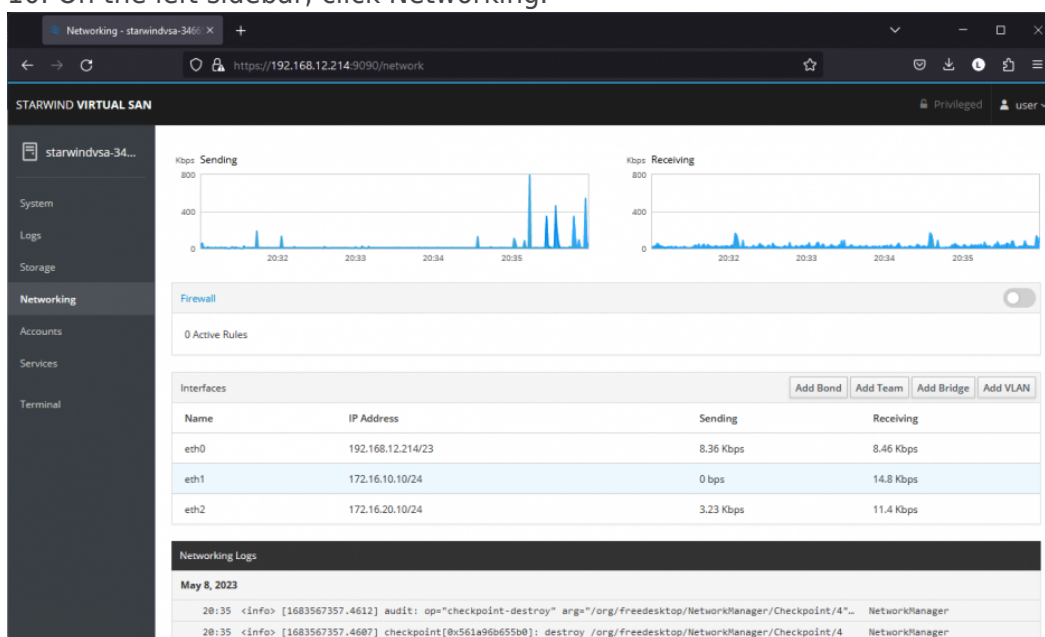 10. On the left sidebar, click Networking.
Networking - starwindvsa-3466
https://192.168.12.214:9090/network
STARWIND VIRTUAL SAN
Privileged
user
starwindvsa-34...
System
Logs
Storage
Networking
Accounts
Services
Terminal
Kbps Sending
800
400
0
20:32 20:33 20:34 20:35
Kbps Receiving
800
400
0
20:32 20:33 20:34 20:35
Firewall
0 Active Rules
Interfaces Add Bond Add Team Add Bridge Add VLAN
Name IP Address Sending Receiving
eth0 192.168.12.214/23 8.36 Kbps 8.46 Kbps
eth1 172.16.10.10/24 0 bps 14.8 Kbps
eth2 172.16.20.10/24 3.23 Kbps 11.4 Kbps
Networking Logs
May 8, 2023
20:35 <info> [1683567357.4612] audit: op="checkpoint-destroy" arg="/org/freedesktop/NetworkManager/Checkpoint/4"… NetworkManager
20:35 <info> [1683567357.4607] checkpoint[0x561a96b655b0]: destroy /org/freedesktop/NetworkManager/Checkpoint/4 NetworkManager